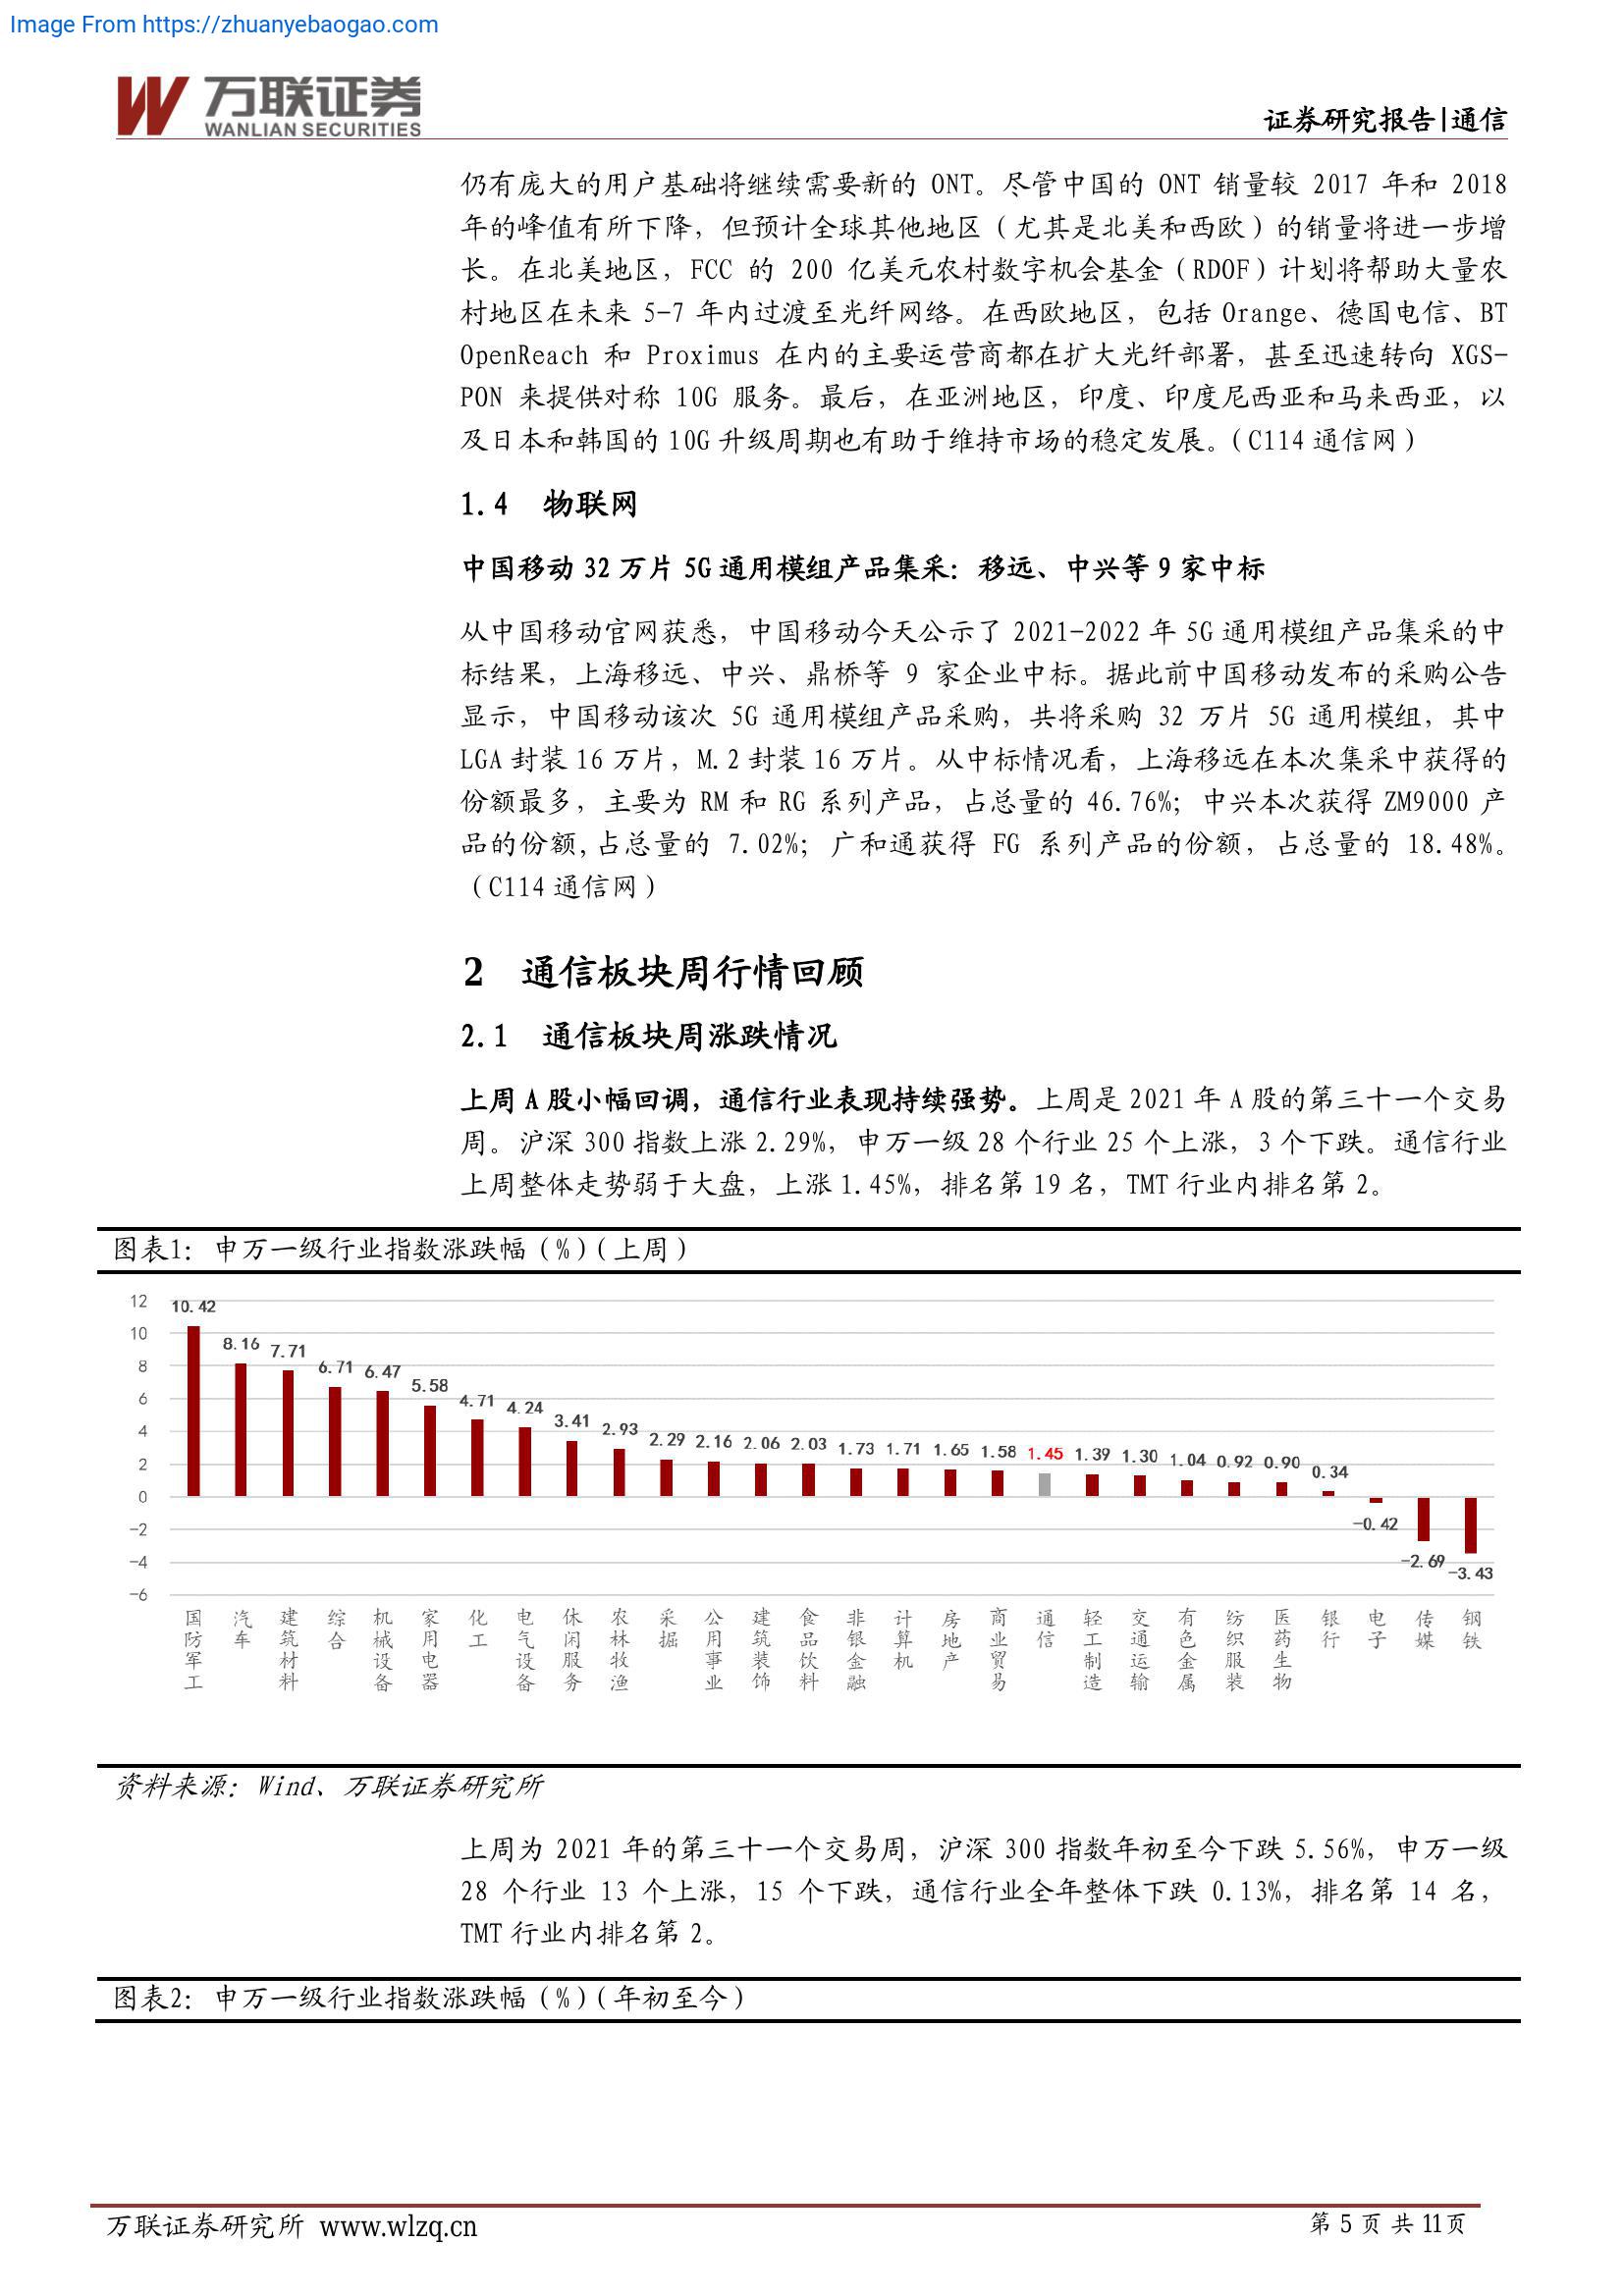 Image From https://zhuanyebaogao.com
万联证券
WANLIAN SECURITIES
证券研究报告|通信
仍有庞大的用户基础将继续需要新的 ONT。尽管中国的 ONT 销量较 2017 年和 2018
年的峰值有所下降，但预计全球其他地区（尤其是北美和西欧）的销量将进一步增
长。在北美地区，FCC 的 200 亿美元农村数字机会基金（RDOF）计划将帮助大量农
村地区在未来 5-7 年内过渡至光纤网络。在西欧地区，包括 Orange、德国电信、BT
OpenReach 和 Proximus 在内的主要运营商都在扩大光纤部署，甚至迅速转向 XGS-
PON 来提供对称 10G 服务。最后，在亚洲地区，印度、印度尼西亚和马来西亚，以
及日本和韩国的 10G 升级周期也有助于维持市场的稳定发展。（C114 通信网）
1.4 物联网
中国移动 32 万片 5G 通用模组产品集采：移远、中兴等 9 家中标
从中国移动官网获悉，中国移动今天公示了 2021-2022 年 5G 通用模组产品集采的中
标结果，上海移远、中兴、鼎桥等 9 家企业中标。据此前中国移动发布的采购公告
显示，中国移动该次 5G 通用模组产品采购，共将采购 32 万片 5G 通用模组，其中
LGA 封装 16 万片，M.2 封装 16 万片。从中标情况看，上海移远在本次集采中获得的
份额最多，主要为 RM 和 RG 系列产品，占总量的 46.76%；中兴本次获得 ZM9000 产
品的份额,占总量的 7.02%；广和通获得 FG 系列产品的份额，占总量的 18.48%。
（C114 通信网）
2 通信板块周行情回顾
2.1 通信板块周涨跌情况
上周 A 股小幅回调，通信行业表现持续强势。上周是 2021 年 A 股的第三十一个交易
周。沪深 300 指数上涨 2.29%，申万一级 28 个行业 25 个上涨，3 个下跌。通信行业
上周整体走势弱于大盘，上涨 1.45%，排名第 19 名，TMT 行业内排名第 2。
图表1：申万一级行业指数涨跌幅（%）(上周）
12
10
8
6
4
2
0
-2
-4
-6
10.42 8.16 7.71 6.71 6.47 5.58 4.71 4.24 3.41 2.93 2.29 2.16 2.06 2.03 1.73 1.71 1.65 1.58 1.45 1.39 1.30 1.04 0.92 0.90 0.34 -0.42 -2.69 -3.43
国防军工 汽车 建筑材料 综合 机械设备 家用电器 化工 电气设备 休闲服务 农林牧渔 采掘 公用事业 建筑装饰 食品饮料 非银金融 计算机 房地产 商业贸易 通信 轻工制造 交通运输 有色金属 纺织服装 医药生物 银行 电子 传媒 钢铁
资料来源：Wind、万联证券研究所
上周为 2021 年的第三十一个交易周，沪深 300 指数年初至今下跌 5.56%，申万一级
28 个行业 13 个上涨，15 个下跌，通信行业全年整体下跌 0.13%，排名第 14 名，
TMT 行业内排名第 2。
图表2：申万一级行业指数涨跌幅（%）(年初至今）
万联证券研究所 www.wlzq.cn
第 5 页 共 11 页